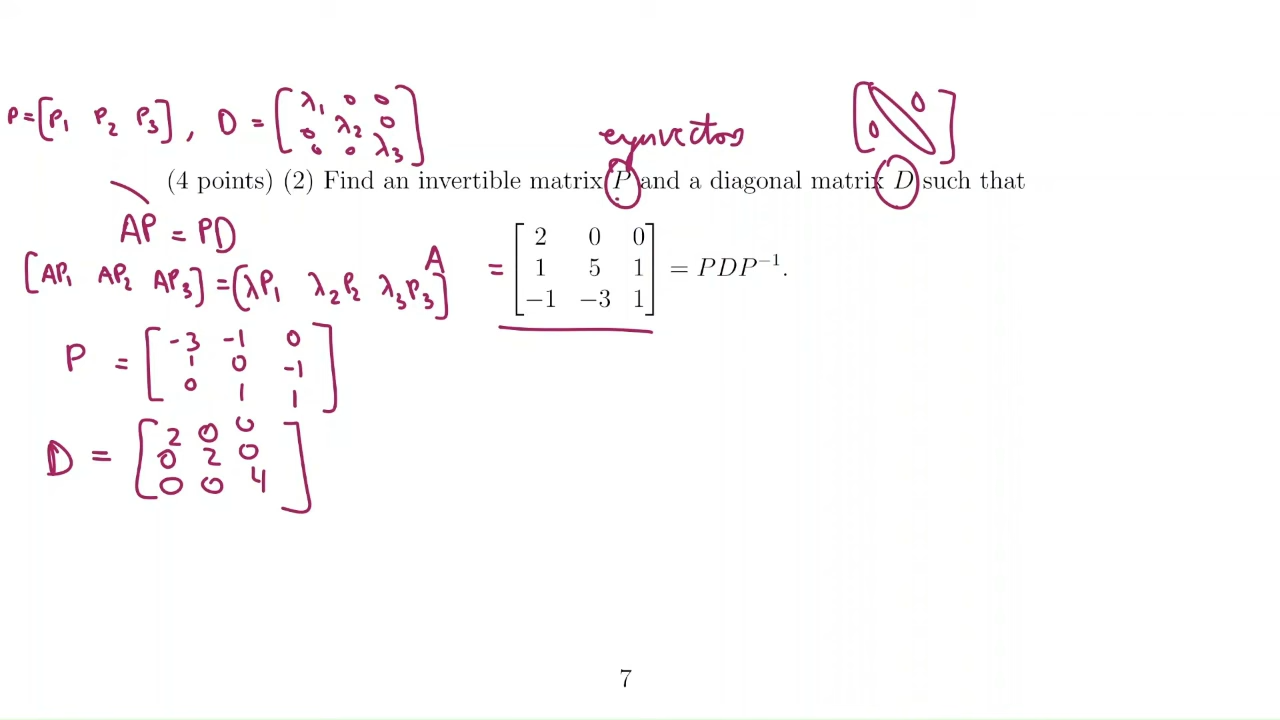 P = [P1 P2 P3] , D = [λ1 0 0
0 λ2 0
0 0 λ3]
eigenvectors
[0 0]
(4 points) (2) Find an invertible matrix P and a diagonal matrix D such that
AP = PD
[AP1 AP2 AP3] = [λP1 λ2P2 λ3P3]
A = [2 0 0
1 5 1
−1 −3 1] = PDP⁻¹.
P = [-3 -1 0
1 0 -1
0 1 1]
D = [2 0 0
0 2 0
0 0 4]
7